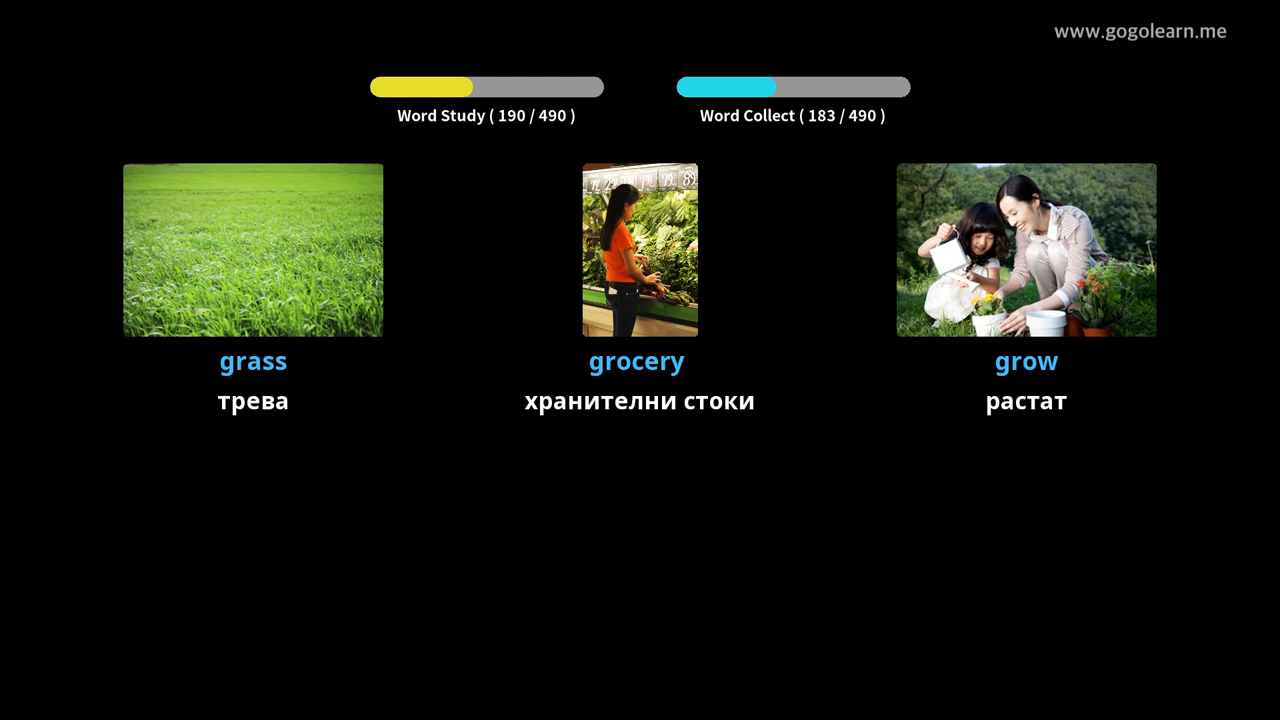 www.gogolearn.me
Word Study ( 190 / 490 )
Word Collect ( 183 / 490 )
grass
grocery
grow
трева
хранителни стоки
растат